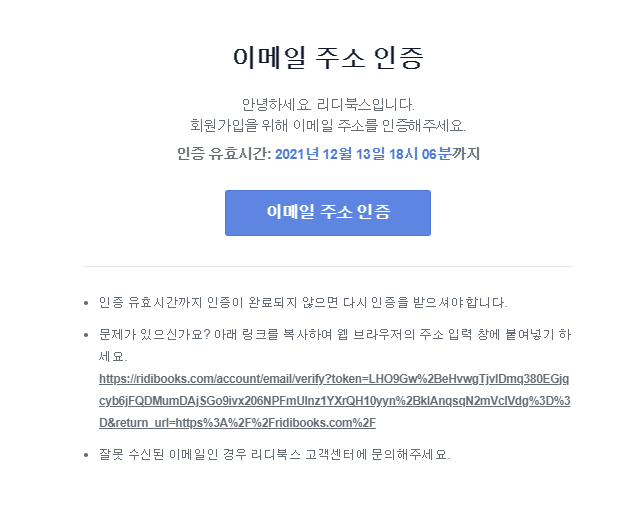 이메일 주소 인증
안녕하세요. 리디북스입니다.
회원가입을 위해 이메일 주소를 인증해주세요.
인증 유효시간: 2021년 12월 13일 18시 06분까지
이메일 주소 인증
인증 유효시간까지 인증이 완료되지 않으면 다시 인증을 받으셔야합니다.
문제가 있으신가요? 아래 링크를 복사하여 웹 브라우저의 주소 입력 창에 붙여넣기 하
세요.
https://ridibooks.com/account/email/verify?token=LHO9Gw%2BeHvwgTjvlDmq380EGjq
cyb6jFQDMumDAjSGo9ivx206NPFmUlnz1YXrQH10yyn%2BklAnqsqN2mVclVdg%3D%3
D&return_url=https%3A%2F%2Fridibooks.com%2F
잘못 수신된 이메일인 경우 리디북스 고객센터에 문의해주세요.